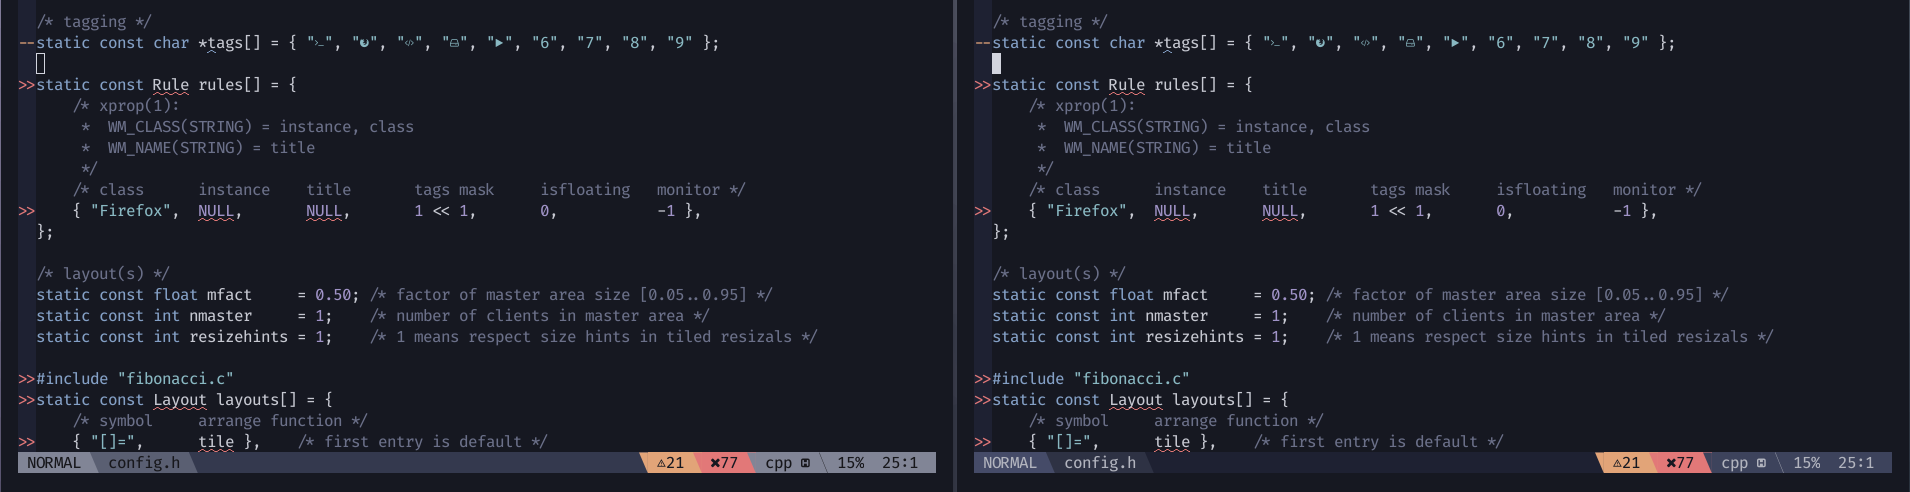 /* tagging */
--static const char *tags[] = { "", "", "", "", "", "6", "7", "8", "9" };
>>static const Rule rules[] = {
/* xprop(1):
 *  WM_CLASS(STRING) = instance, class
 *  WM_NAME(STRING) = title
 */
/* class      instance    title       tags mask     isfloating   monitor */
>>    { "Firefox",  NULL,       NULL,       1 << 1,       0,           -1 },
};
/* layout(s) */
static const float mfact     = 0.50; /* factor of master area size [0.05..0.95] */
static const int nmaster     = 1;    /* number of clients in master area */
static const int resizehints = 1;    /* 1 means respect size hints in tiled resizals */
>>#include "fibonacci.c"
>>static const Layout layouts[] = {
/* symbol     arrange function */
>>    { "[]=",      tile },    /* first entry is default */
NORMAL config.h ⚠21 ✖77 cpp 15% 25:1
/* tagging */
--static const char *tags[] = { "", "", "", "", "", "6", "7", "8", "9" };
>>static const Rule rules[] = {
/* xprop(1):
 *  WM_CLASS(STRING) = instance, class
 *  WM_NAME(STRING) = title
 */
/* class      instance    title       tags mask     isfloating   monitor */
>>    { "Firefox",  NULL,       NULL,       1 << 1,       0,           -1 },
};
/* layout(s) */
static const float mfact     = 0.50; /* factor of master area size [0.05..0.95] */
static const int nmaster     = 1;    /* number of clients in master area */
static const int resizehints = 1;    /* 1 means respect size hints in tiled resizals */
>>#include "fibonacci.c"
>>static const Layout layouts[] = {
/* symbol     arrange function */
>>    { "[]=",      tile },    /* first entry is default */
NORMAL config.h ⚠21 ✖77 cpp 15% 25:1